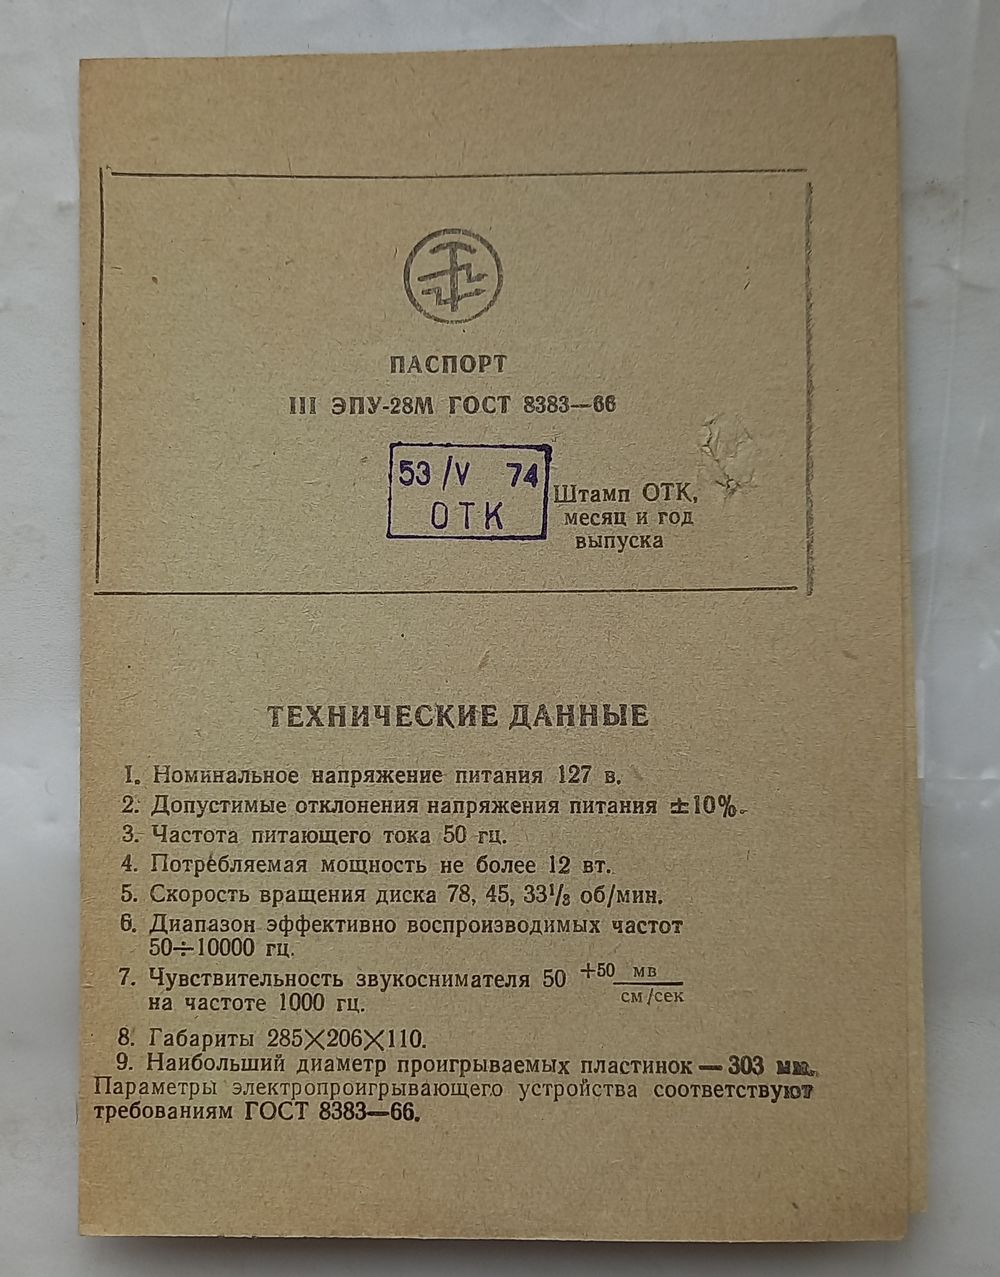 ПАСПОРТ
III ЭПУ-28М ГОСТ 8383—66
53 /V 74
ОТК
Штамп ОТК,
месяц и год
выпуска
ТЕХНИЧЕСКИЕ ДАННЫЕ
1. Номинальное напряжение питания 127 в.
2. Допустимые отклонения напряжения питания ±10%.
3. Частота питающего тока 50 гц.
4. Потребляемая мощность не более 12 вт.
5. Скорость вращения диска 78, 45, 33¹/₃ об/мин.
6. Диапазон эффективно воспроизводимых частот
50÷10000 гц.
7. Чувствительность звукоснимателя 50 +50 мв
см/сек
на частоте 1000 гц.
8. Габариты 285×206×110.
9. Наибольший диаметр проигрываемых пластинок — 303 мм.
Параметры электропроигрывающего устройства соответствуют
требованиям ГОСТ 8383—66.